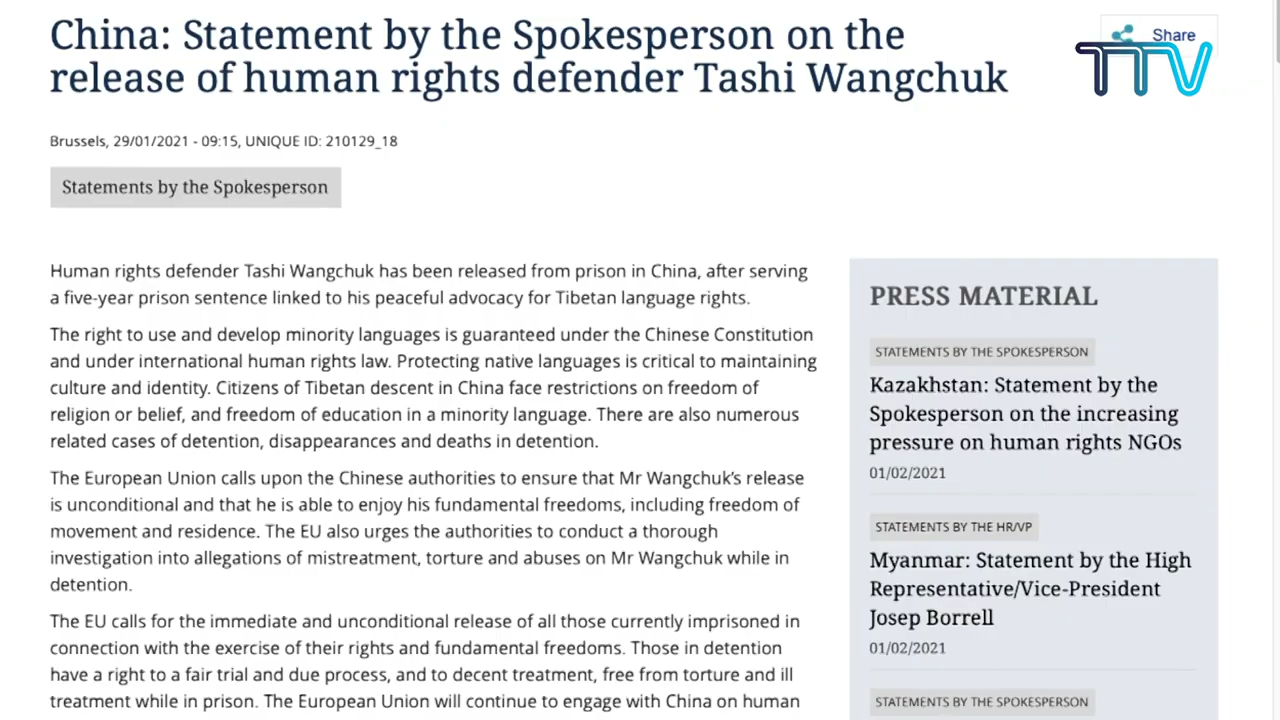 China: Statement by the Spokesperson on the
release of human rights defender Tashi Wangchuk
Share
TTV
Brussels, 29/01/2021 - 09:15, UNIQUE ID: 210129_18
Statements by the Spokesperson
Human rights defender Tashi Wangchuk has been released from prison in China, after serving
a five-year prison sentence linked to his peaceful advocacy for Tibetan language rights.
The right to use and develop minority languages is guaranteed under the Chinese Constitution
and under international human rights law. Protecting native languages is critical to maintaining
culture and identity. Citizens of Tibetan descent in China face restrictions on freedom of
religion or belief, and freedom of education in a minority language. There are also numerous
related cases of detention, disappearances and deaths in detention.
The European Union calls upon the Chinese authorities to ensure that Mr Wangchuk’s release
is unconditional and that he is able to enjoy his fundamental freedoms, including freedom of
movement and residence. The EU also urges the authorities to conduct a thorough
investigation into allegations of mistreatment, torture and abuses on Mr Wangchuk while in
detention.
The EU calls for the immediate and unconditional release of all those currently imprisoned in
connection with the exercise of their rights and fundamental freedoms. Those in detention
have a right to a fair trial and due process, and to decent treatment, free from torture and ill
treatment while in prison. The European Union will continue to engage with China on human
PRESS MATERIAL
STATEMENTS BY THE SPOKESPERSON
Kazakhstan: Statement by the
Spokesperson on the increasing
pressure on human rights NGOs
01/02/2021
STATEMENTS BY THE HR/VP
Myanmar: Statement by the High
Representative/Vice-President
Josep Borrell
01/02/2021
STATEMENTS BY THE SPOKESPERSON